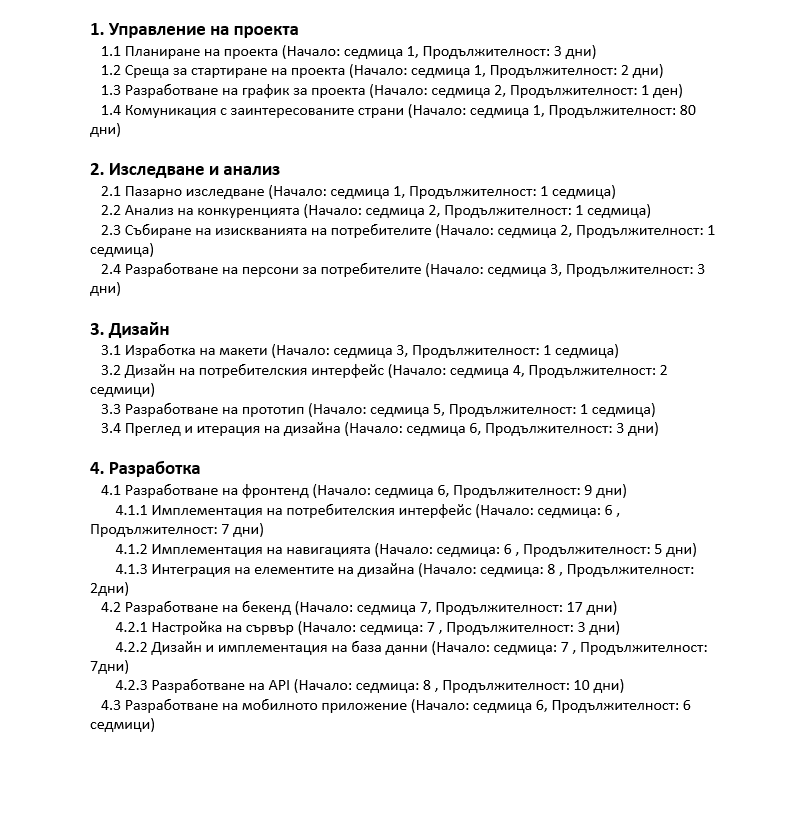 1. Управление на проекта
1.1 Планиране на проекта (Начало: седмица 1, Продължителност: 3 дни)
1.2 Среща за стартиране на проекта (Начало: седмица 1, Продължителност: 2 дни)
1.3 Разработване на график за проекта (Начало: седмица 2, Продължителност: 1 ден)
1.4 Комуникация с заинтересованите страни (Начало: седмица 1, Продължителност: 80
дни)
2. Изследване и анализ
2.1 Пазарно изследване (Начало: седмица 1, Продължителност: 1 седмица)
2.2 Анализ на конкуренцията (Начало: седмица 2, Продължителност: 1 седмица)
2.3 Събиране на изискванията на потребителите (Начало: седмица 2, Продължителност: 1
седмица)
2.4 Разработване на персони за потребителите (Начало: седмица 3, Продължителност: 3
дни)
3. Дизайн
3.1 Изработка на макети (Начало: седмица 3, Продължителност: 1 седмица)
3.2 Дизайн на потребителския интерфейс (Начало: седмица 4, Продължителност: 2
седмици)
3.3 Разработване на прототип (Начало: седмица 5, Продължителност: 1 седмица)
3.4 Преглед и итерация на дизайна (Начало: седмица 6, Продължителност: 3 дни)
4. Разработка
4.1 Разработване на фронтенд (Начало: седмица 6, Продължителност: 9 дни)
4.1.1 Имплементация на потребителския интерфейс (Начало: седмица: 6 ,
Продължителност: 7 дни)
4.1.2 Имплементация на навигацията (Начало: седмица: 6 , Продължителност: 5 дни)
4.1.3 Интеграция на елементите на дизайна (Начало: седмица: 8 , Продължителност:
2дни)
4.2 Разработване на бекенд (Начало: седмица 7, Продължителност: 17 дни)
4.2.1 Настройка на сървър (Начало: седмица: 7 , Продължителност: 3 дни)
4.2.2 Дизайн и имплементация на база данни (Начало: седмица: 7 , Продължителност:
7дни)
4.2.3 Разработване на API (Начало: седмица: 8 , Продължителност: 10 дни)
4.3 Разработване на мобилното приложение (Начало: седмица 6, Продължителност: 6
седмици)